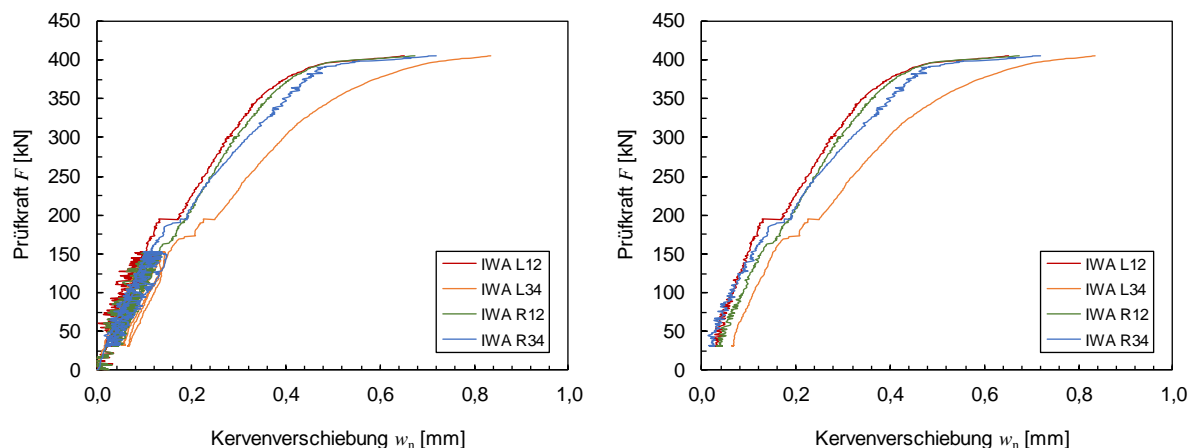 450
400
350
300
250
200
150
100
50
0
Prüfkraft F [kN]
IWA L12
IWA L34
IWA R12
IWA R34
0,0 0,2 0,4 0,6 0,8 1,0
Kervenverschiebung wn [mm]
450
400
350
300
250
200
150
100
50
0
Prüfkraft F [kN]
IWA L12
IWA L34
IWA R12
IWA R34
0,0 0,2 0,4 0,6 0,8 1,0
Kervenverschiebung wn [mm]